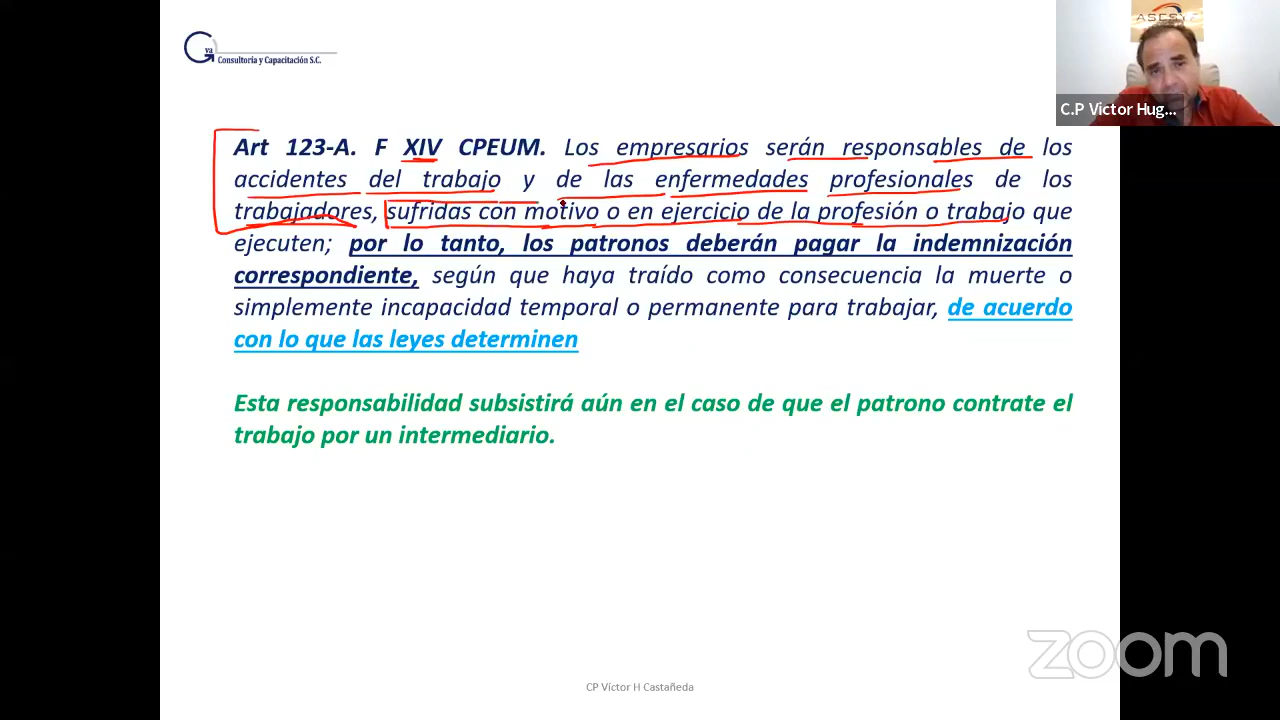 Gva
Consultoría y Capacitación S.C.
ASESYF
C.P Victor Hug...
Art 123-A. F XIV CPEUM. Los empresarios serán responsables de los
accidentes del trabajo y de las enfermedades profesionales de los
trabajadores, sufridas con motivo o en ejercicio de la profesión o trabajo que
ejecuten; por lo tanto, los patronos deberán pagar la indemnización
correspondiente, según que haya traído como consecuencia la muerte o
simplemente incapacidad temporal o permanente para trabajar, de acuerdo
con lo que las leyes determinen
Esta responsabilidad subsistirá aún en el caso de que el patrono contrate el
trabajo por un intermediario.
zoom
CP Víctor H Castañeda